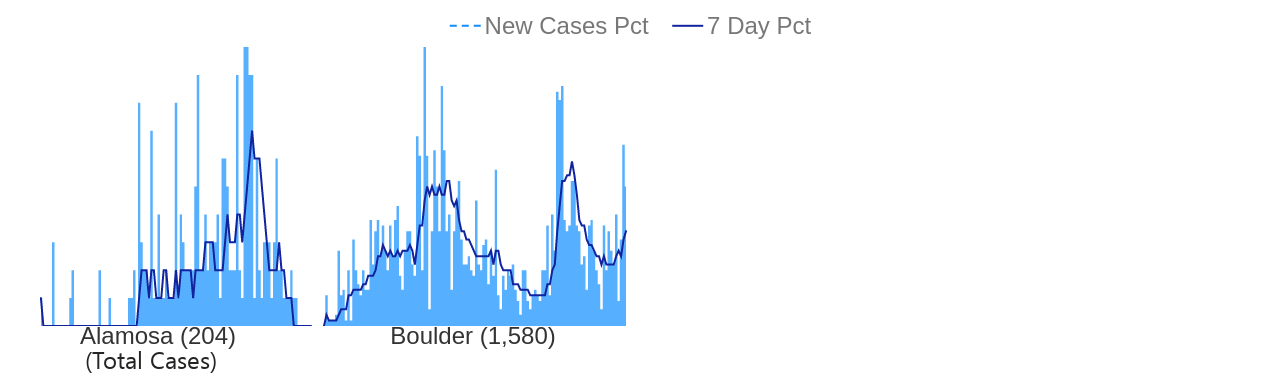 New Cases Pct 7 Day Pct
Alamosa (204) Boulder (1,580)
(Total Cases)